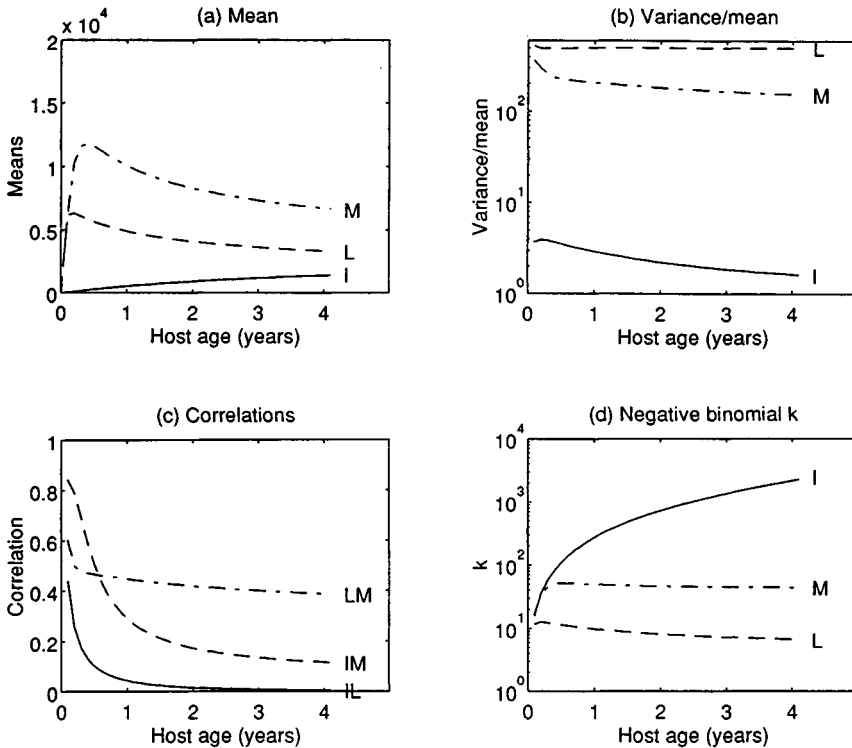 (a) Mean
x 10^4
2
1.5
1
0.5
0
Means
M
L
I
0 1 2 3 4 5
Host age (years)
(b) Variance/mean
10^2
10^1
10^0
Variance/mean
L
M
I
0 1 2 3 4 5
Host age (years)
(c) Correlations
1
0.8
0.6
0.4
0.2
0
Correlation
LM
IM
IL
0 1 2 3 4 5
Host age (years)
(d) Negative binomial k
10^4
10^3
10^2
10^1
10^0
k
I
M
L
0 1 2 3 4 5
Host age (years)